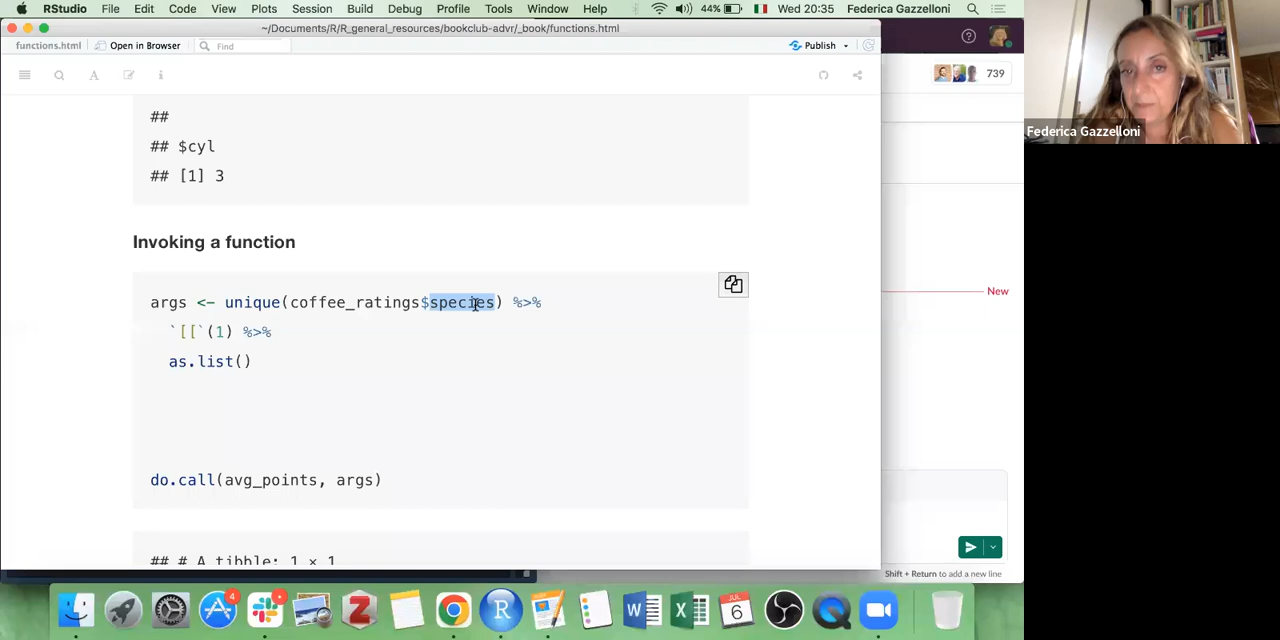 RStudio File Edit Code View Plots Session Build Debug Profile Tools Window Help 44% Wed 20:35 Federica Gazzelloni
~/Documents/R/R_general_resources/bookclub-advr/_book/functions.html
functions.html Open in Browser Find Publish
739
##
## $cyl
## [1] 3
Invoking a function
args <- unique(coffee_ratings$species) %>%
`[[`(1) %>%
as.list()
do.call(avg_points, args)
## # A tibble: 1 × 1
New
Shift + Return to add a new line
4
JUL
6
Federica Gazzelloni